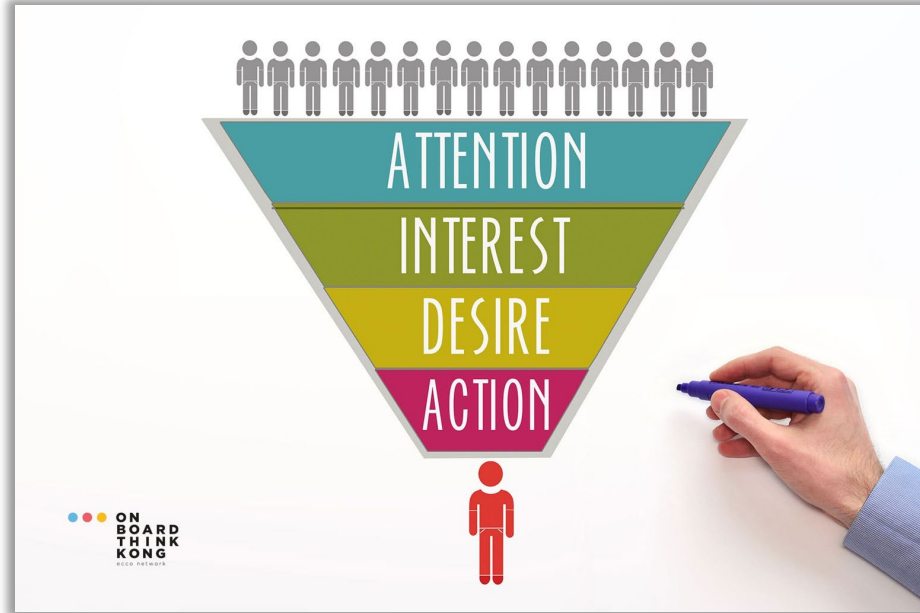 ATTENTION
INTEREST
DESIRE
ACTION
ON
BOARD
THINK
KONG
ecco network